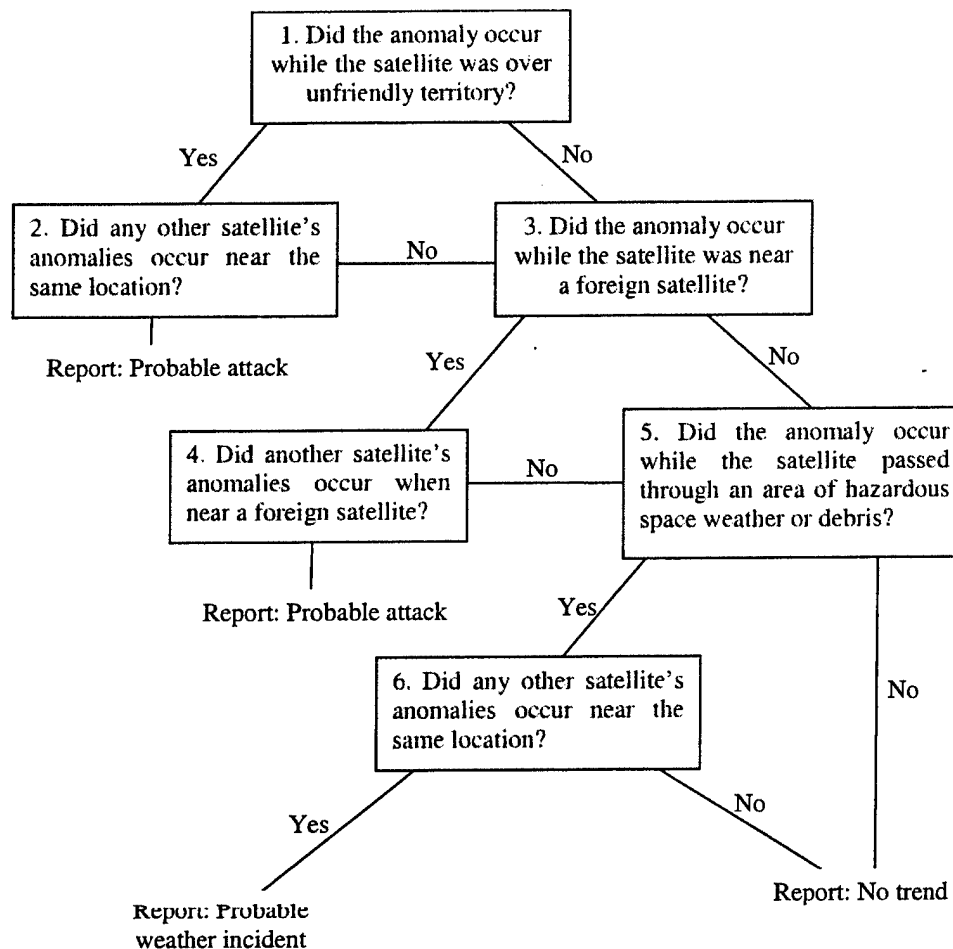 1. Did the anomaly occur
while the satellite was over
unfriendly territory?
Yes
No
2. Did any other satellite's
anomalies occur near the
same location?
No
3. Did the anomaly occur
while the satellite was near
a foreign satellite?
Report: Probable attack
Yes
No
4. Did another satellite's
anomalies occur when
near a foreign satellite?
No
5. Did the anomaly occur
while the satellite passed
through an area of hazardous
space weather or debris?
Report: Probable attack
Yes
6. Did any other satellite's
anomalies occur near the
same location?
No
Yes
No
Report: No trend
Report: Probable
weather incident